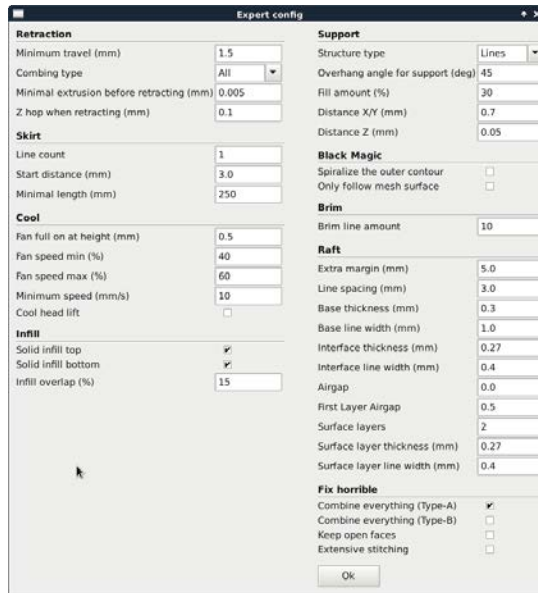 Expert config
Retraction
Minimum travel (mm) 1.5
Combing type All
Minimal extrusion before retracting (mm) 0.005
Z hop when retracting (mm) 0.1
Skirt
Line count 1
Start distance (mm) 3.0
Minimal length (mm) 250
Cool
Fan full on at height (mm) 0.5
Fan speed min (%) 40
Fan speed max (%) 60
Minimum speed (mm/s) 10
Cool head lift
Infill
Solid infill top
Solid infill bottom
Infill overlap (%) 15
Support
Structure type Lines
Overhang angle for support (deg) 45
Fill amount (%) 30
Distance X/Y (mm) 0.7
Distance Z (mm) 0.05
Black Magic
Spiralize the outer contour
Only follow mesh surface
Brim
Brim line amount 10
Raft
Extra margin (mm) 5.0
Line spacing (mm) 3.0
Base thickness (mm) 0.3
Base line width (mm) 1.0
Interface thickness (mm) 0.27
Interface line width (mm) 0.4
Airgap 0.0
First Layer Airgap 0.5
Surface layers 2
Surface layer thickness (mm) 0.27
Surface layer line width (mm) 0.4
Fix horrible
Combine everything (Type-A)
Combine everything (Type-B)
Keep open faces
Extensive stitching
Ok